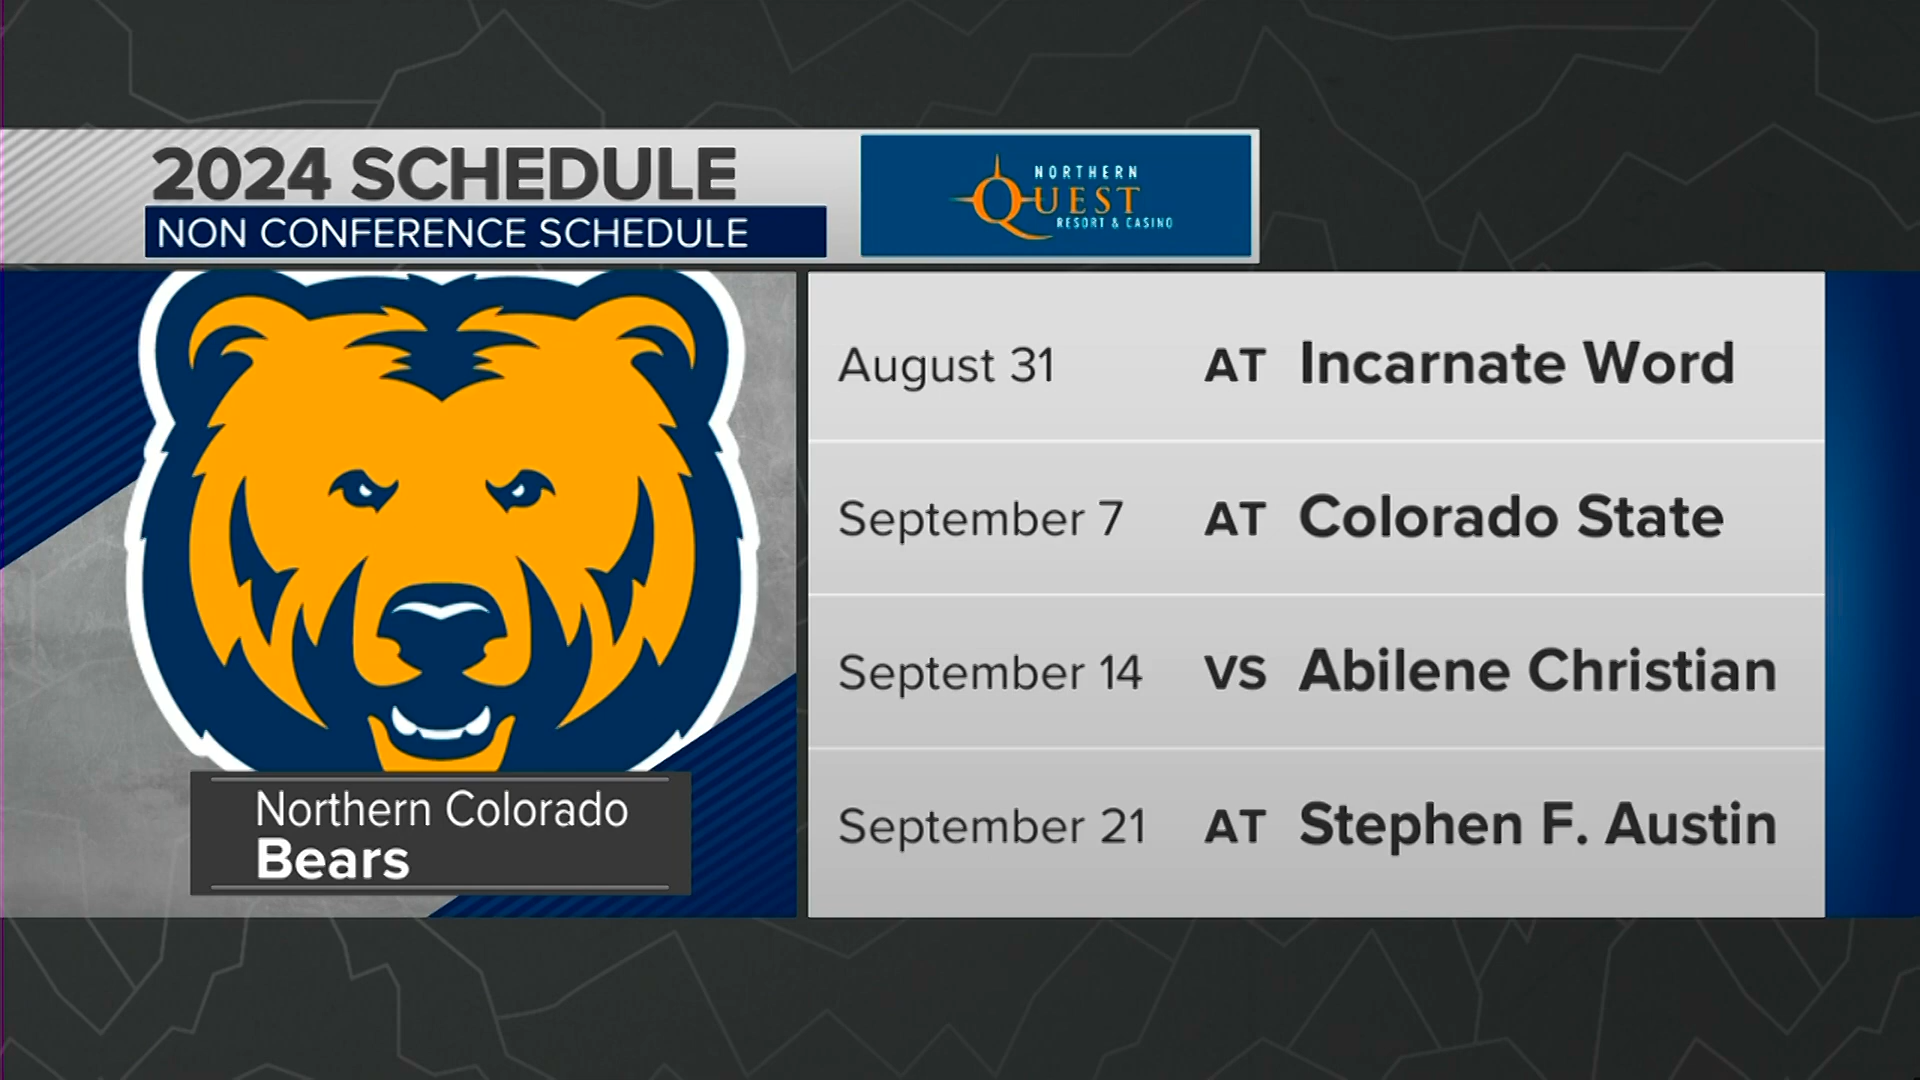 2024 SCHEDULE
NON CONFERENCE SCHEDULE
NORTHERN
QUEST
RESORT & CASINO
August 31 AT Incarnate Word
September 7 AT Colorado State
September 14 VS Abilene Christian
September 21 AT Stephen F. Austin
Northern Colorado
Bears